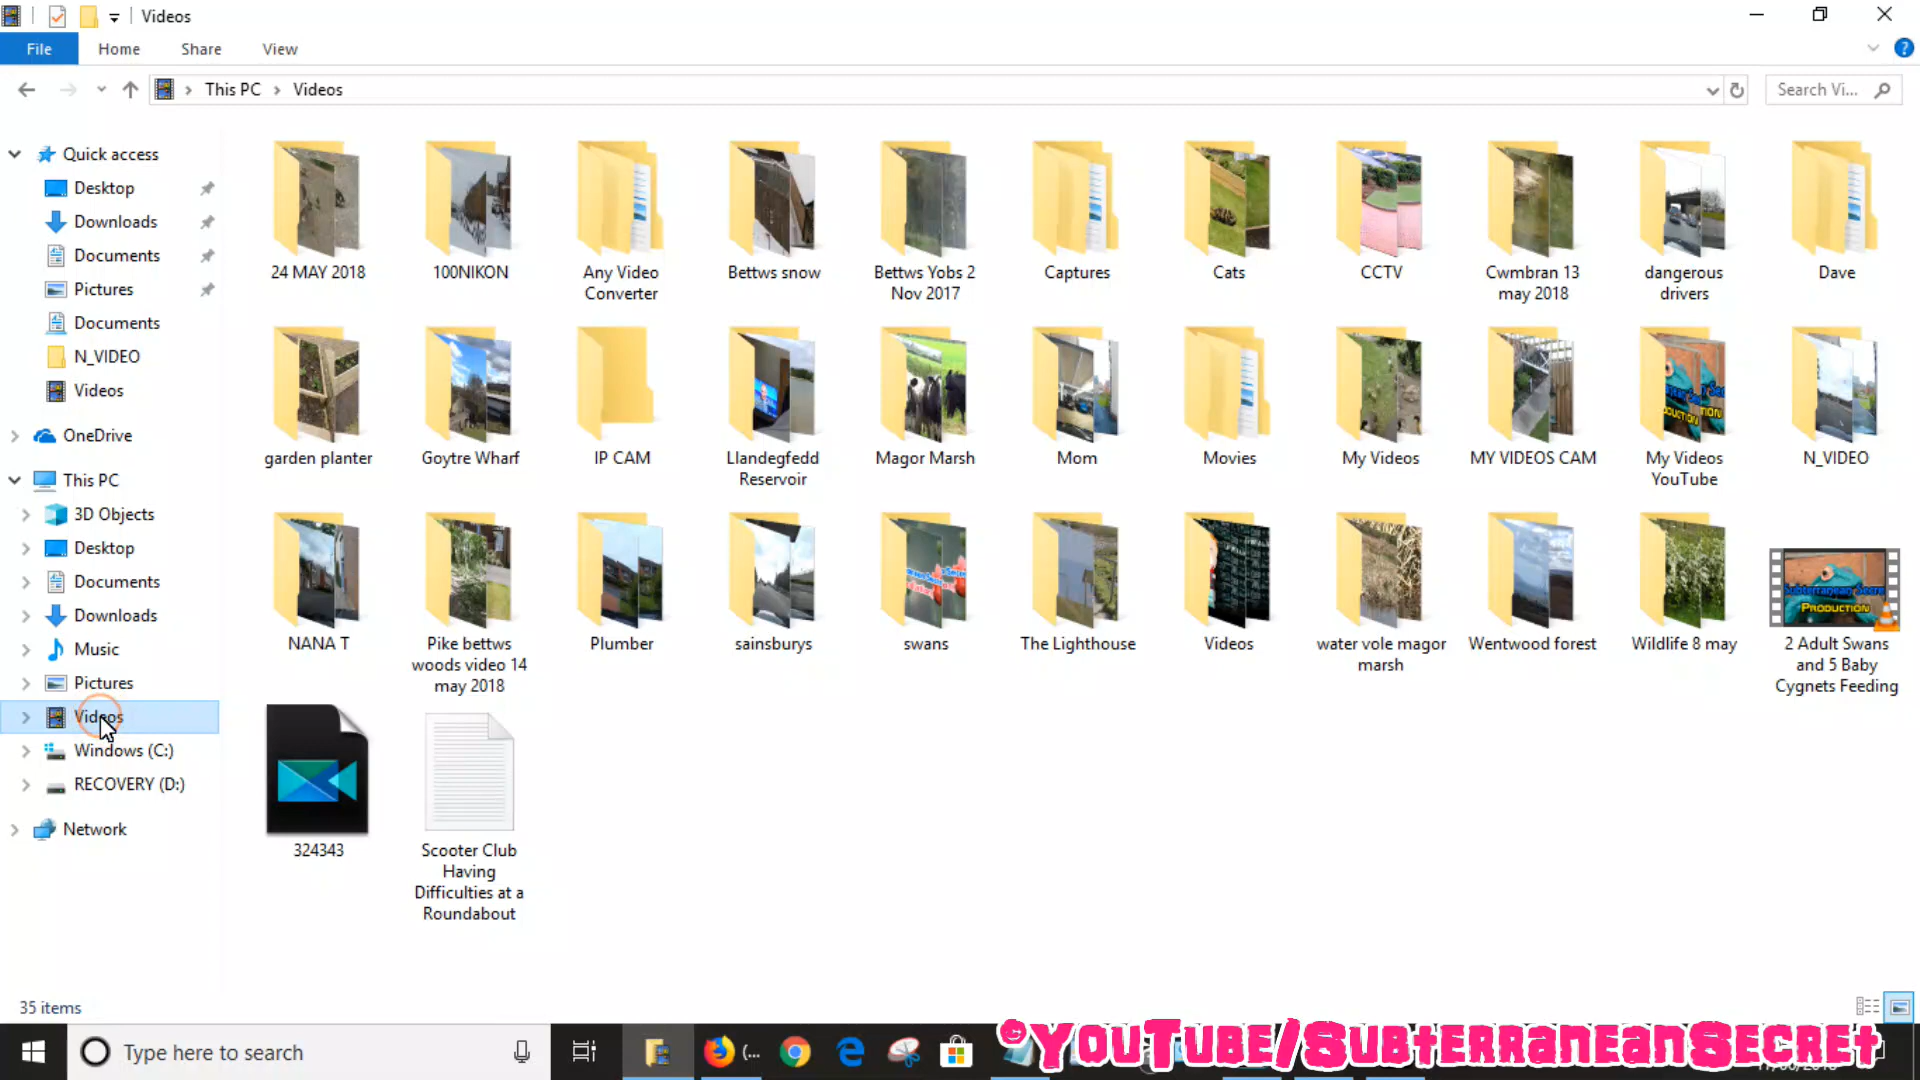 Videos
File Home Share View
This PC Videos Search Vi...
Quick access
Desktop
Downloads
Documents
Pictures
Documents
N_VIDEO
Videos
OneDrive
This PC
3D Objects
Desktop
Documents
Downloads
Music
Pictures
Videos
Windows (C:)
RECOVERY (D:)
Network
24 MAY 2018
100NIKON
Any Video
Converter
Bettws snow
Bettws Yobs 2
Nov 2017
Captures
Cats
CCTV
Cwmbran 13
may 2018
dangerous
drivers
Dave
garden planter
Goytre Wharf
IP CAM
Llandegfedd
Reservoir
Magor Marsh
Mom
Movies
My Videos
MY VIDEOS CAM
My Videos
YouTube
N_VIDEO
NANA T
Pike bettws
woods video 14
may 2018
Plumber
sainsburys
swans
The Lighthouse
Videos
water vole magor
marsh
Wentwood forest
Wildlife 8 may
Subterranean Secret
PRODUCTION
2 Adult Swans
and 5 Baby
Cygnets Feeding
324343
Scooter Club
Having
Difficulties at a
Roundabout
35 items
Type here to search
(...
©YouTube/SubterraneanSecret